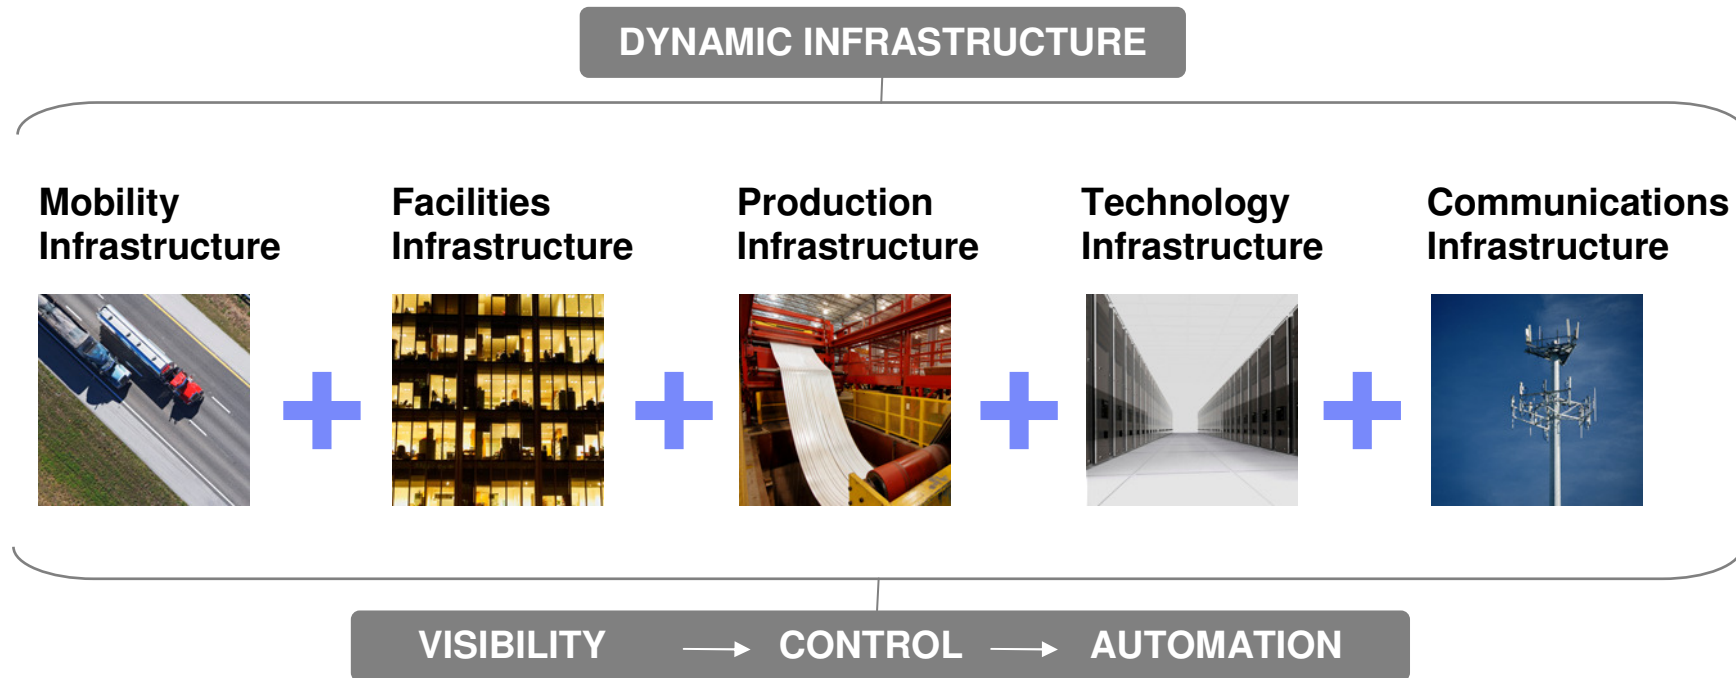 DYNAMIC INFRASTRUCTURE
Mobility
Infrastructure
Facilities
Infrastructure
Production
Infrastructure
Technology
Infrastructure
Communications
Infrastructure
VISIBILITY → CONTROL → AUTOMATION